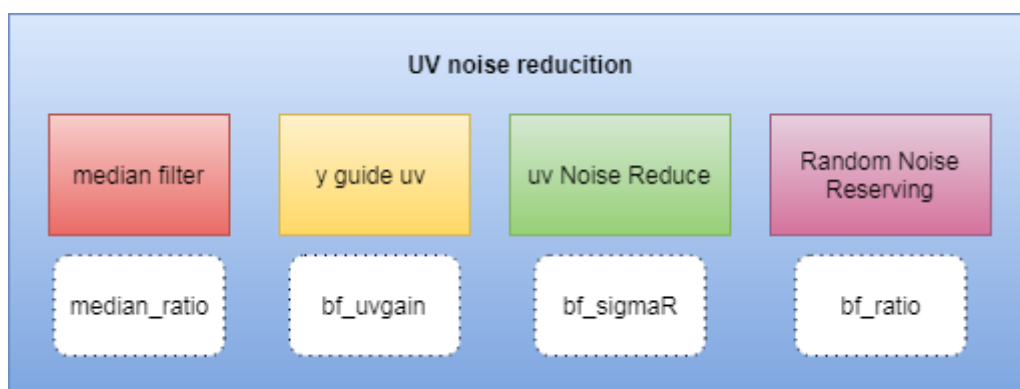 UV noise reducition
median filter
y guide uv
uv Noise Reduce
Random Noise
Reserving
median_ratio
bf_uvgain
bf_sigmaR
bf_ratio